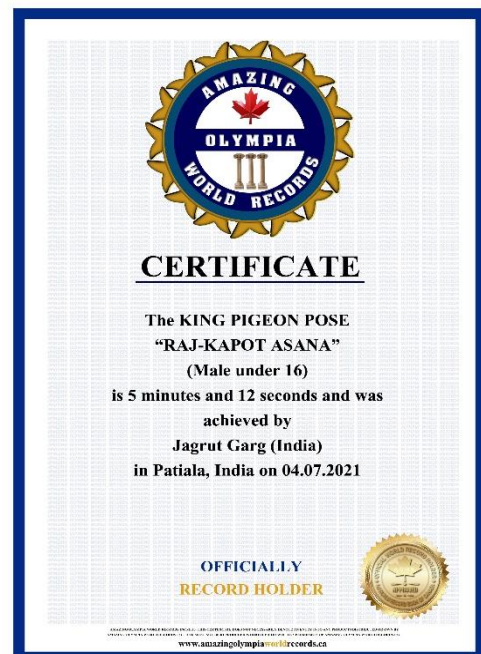 AMAZING
OLYMPIA
WORLD RECORDS
CERTIFICATE
The KING PIGEON POSE
“RAJ-KAPOT ASANA”
(Male under 16)
is 5 minutes and 12 seconds and was
achieved by
Jagrut Garg (India)
in Patiala, India on 04.07.2021
OFFICIALLY
RECORD HOLDER
www.amazingolympiaworldrecords.ca